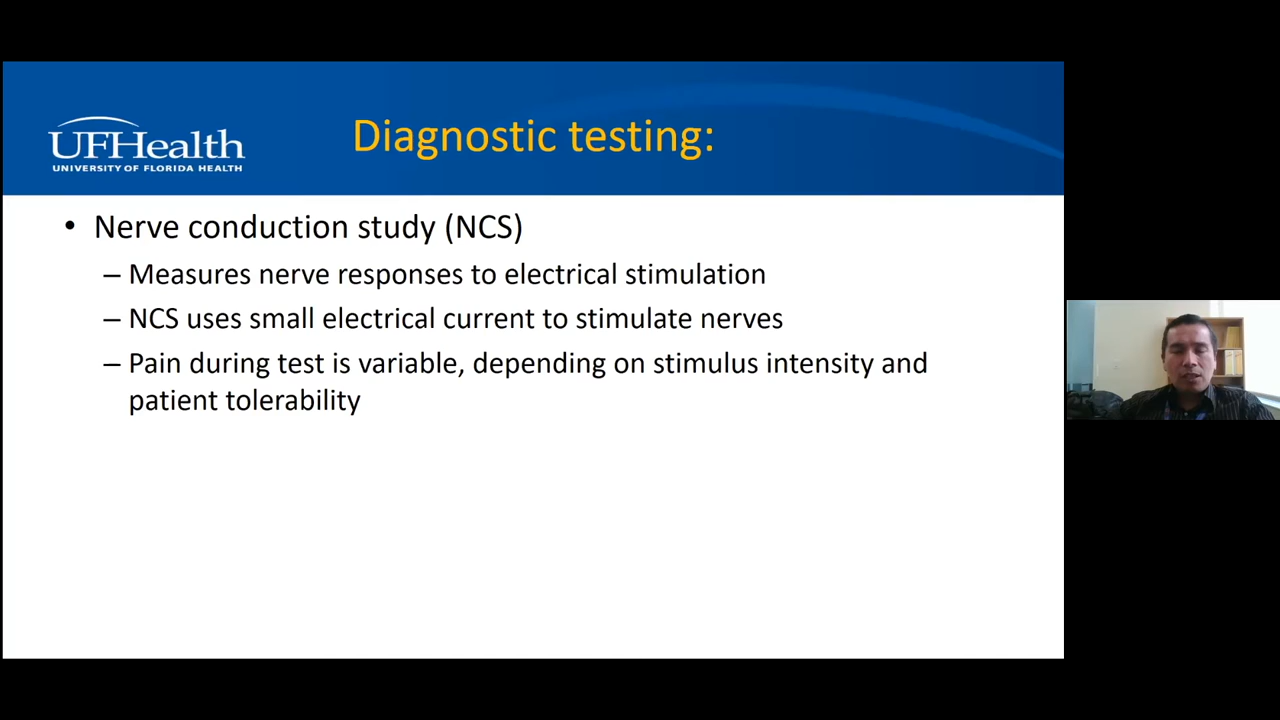 UFHealth
UNIVERSITY OF FLORIDA HEALTH
Diagnostic testing:
• Nerve conduction study (NCS)
– Measures nerve responses to electrical stimulation
– NCS uses small electrical current to stimulate nerves
– Pain during test is variable, depending on stimulus intensity and
patient tolerability